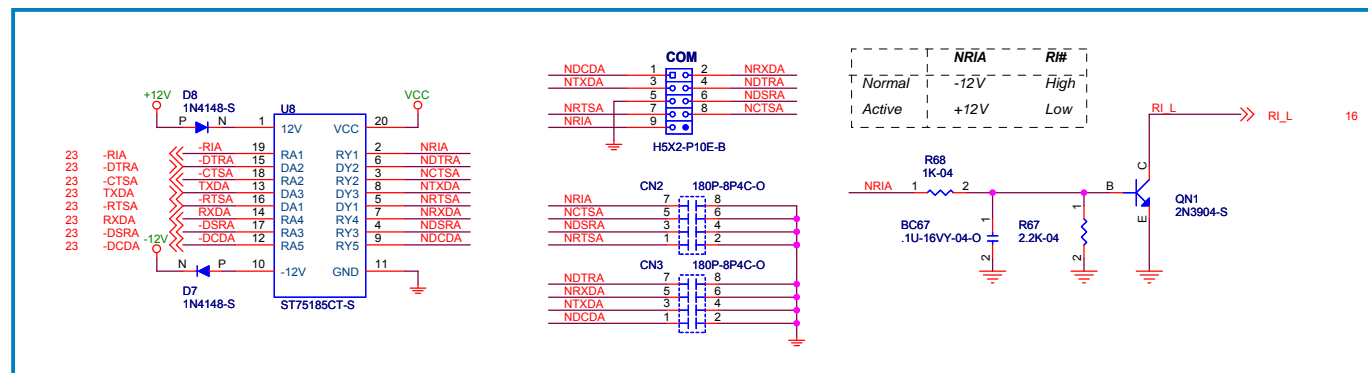 D8
+12V 1N4148-S
P N
U8
VCC
1 12V VCC 20
23 -RIA -RIA 19 RA1 RY1 2 NRIA
23 -DTRA -DTRA 15 DA2 DY2 6 NDTRA
23 -CTSA -CTSA 18 RA2 RY2 3 NCTSA
23 TXDA TXDA 13 DA3 DY3 8 NTXDA
23 -RTSA -RTSA 16 DA1 DY1 5 NRTSA
23 RXDA RXDA 14 RA4 RY4 7 NRXDA
23 -DSRA -DSRA 17 RA3 RY3 4 NDSRA
23 -DCDA -DCDA 12 RA5 RY5 9 NDCDA
-12V
N P 10 -12V GND 11
D7
1N4148-S
ST75185CT-S
COM
NDCDA 1 2 NRXDA
NTXDA 3 4 NDTRA
5 6 NDSRA
NRTSA 7 8 NCTSA
NRIA 9
H5X2-P10E-B
CN2 180P-8P4C-O
NRIA 7 8
NCTSA 5 6
NDSRA 3 4
NRTSA 1 2
CN3 180P-8P4C-O
NDTRA 7 8
NRXDA 5 6
NTXDA 3 4
NDCDA 1 2
NRIA RI#
Normal -12V High
Active +12V Low
RI_L RI_L 16
R68
1K-04
NRIA 1 2 B C E
QN1
2N3904-S
BC67
.1U-16VY-04-O
1 2
R67
2.2K-04
1 2